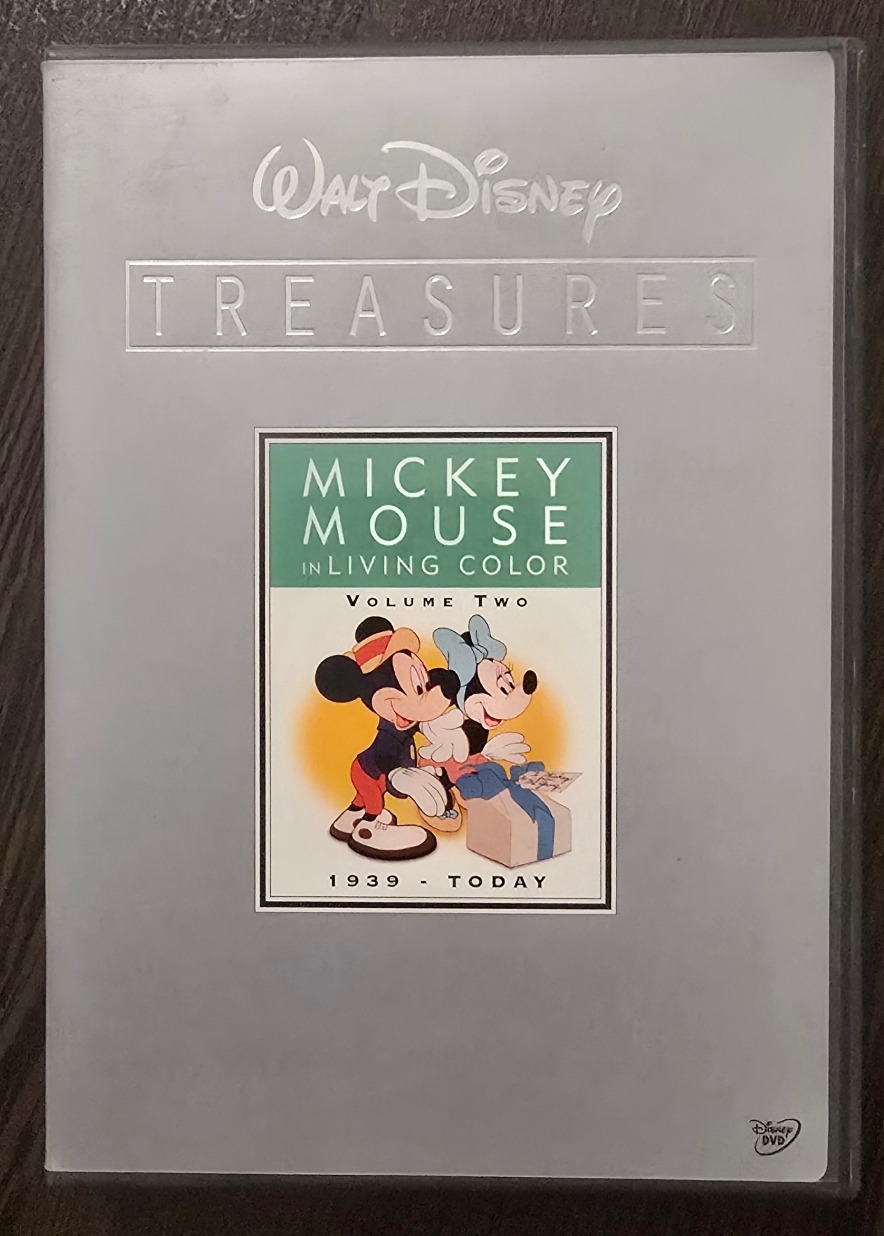 Walt Disney
TREASURES
MICKEY
MOUSE
IN LIVING COLOR
VOLUME TWO
1939 - TODAY
Disney
DVD